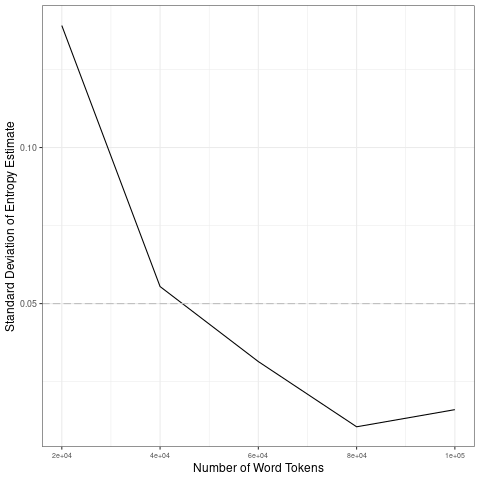 Standard Deviation of Entropy Estimate
0.10
0.05
2e+04 4e+04 6e+04 8e+04 1e+05
Number of Word Tokens